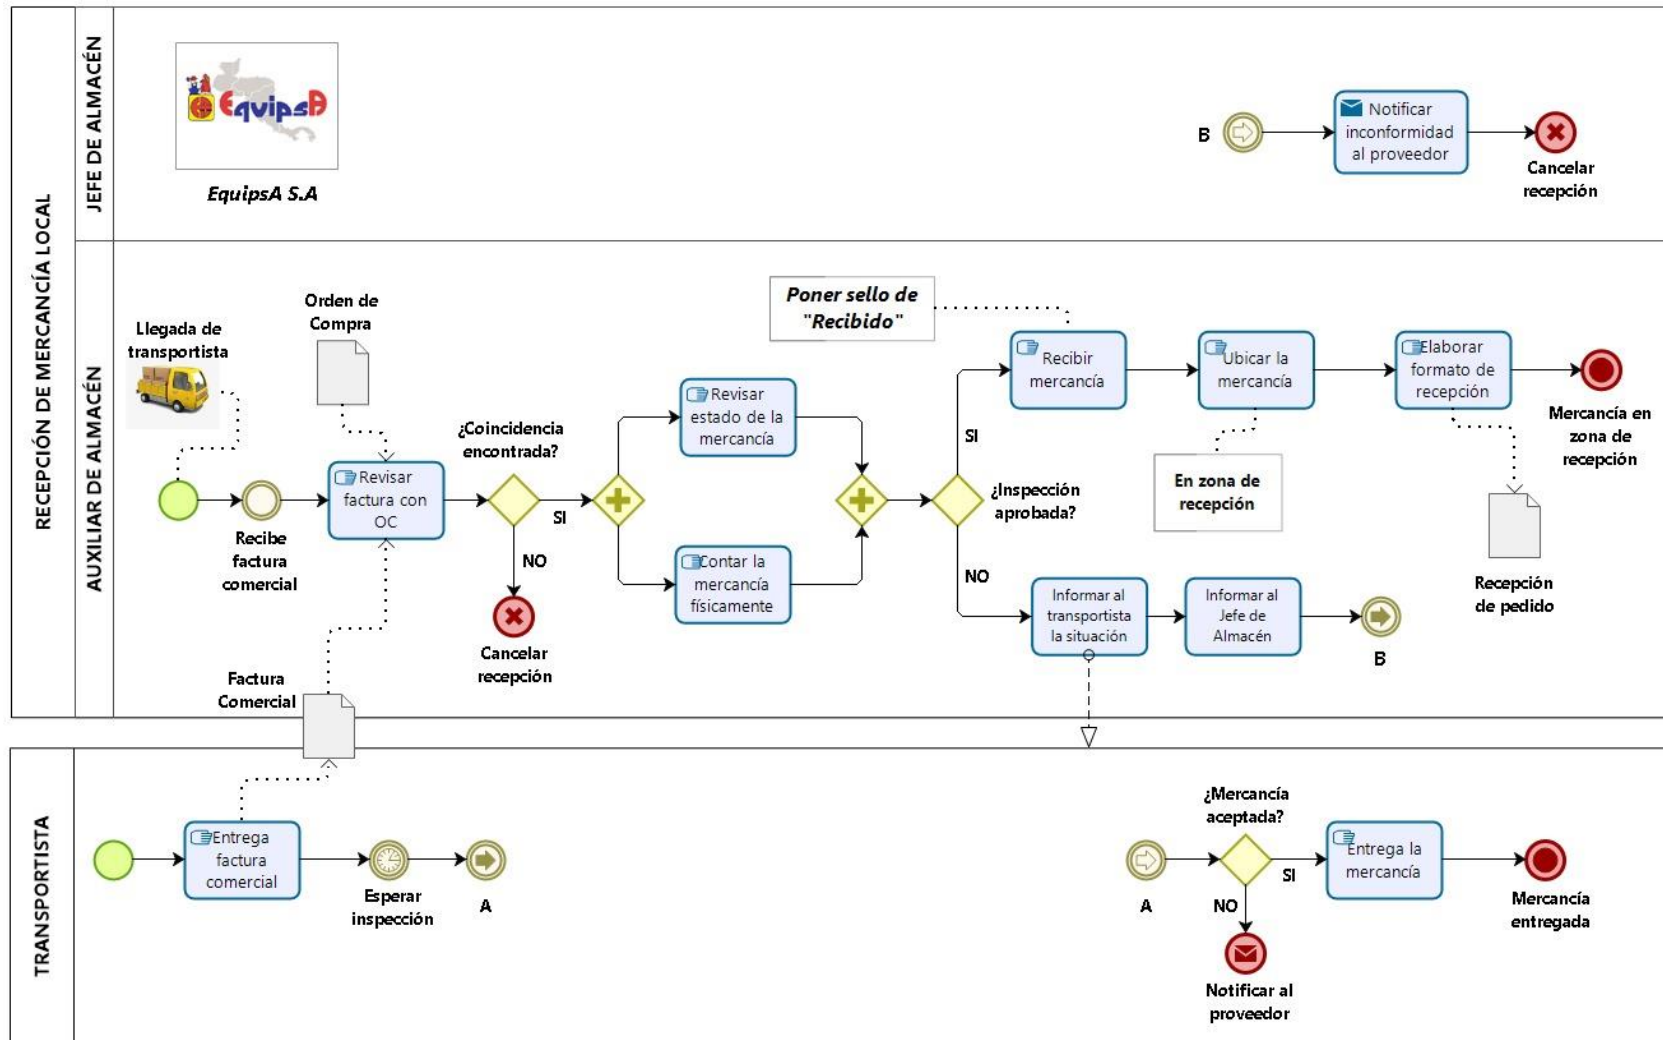 RECEPCIÓN DE MERCANCÍA LOCAL
JEFE DE ALMACÉN
EquipsA
EquipsA S.A
B
Notificar
inconformidad
al proveedor
Cancelar
recepción
AUXILIAR DE ALMACÉN
Llegada de
transportista
Orden de
Compra
Recibe
factura
comercial
Revisar
factura con
OC
¿Coincidencia
encontrada?
SI
NO
Cancelar
recepción
Revisar
estado de la
mercancía
Contar la
mercancía
físicamente
Poner sello de
"Recibido"
¿Inspección
aprobada?
SI
NO
Recibir
mercancía
Ubicar la
mercancía
En zona de
recepción
Elaborar
formato de
recepción
Mercancía en
zona de
recepción
Recepción
de pedido
Informar al
transportista
la situación
Informar al
Jefe de
Almacén
B
Factura
Comercial
TRANSPORTISTA
Entrega
factura
comercial
Esperar
inspección
A
A
¿Mercancía
aceptada?
SI
NO
Entrega la
mercancía
Mercancía
entregada
Notificar al
proveedor